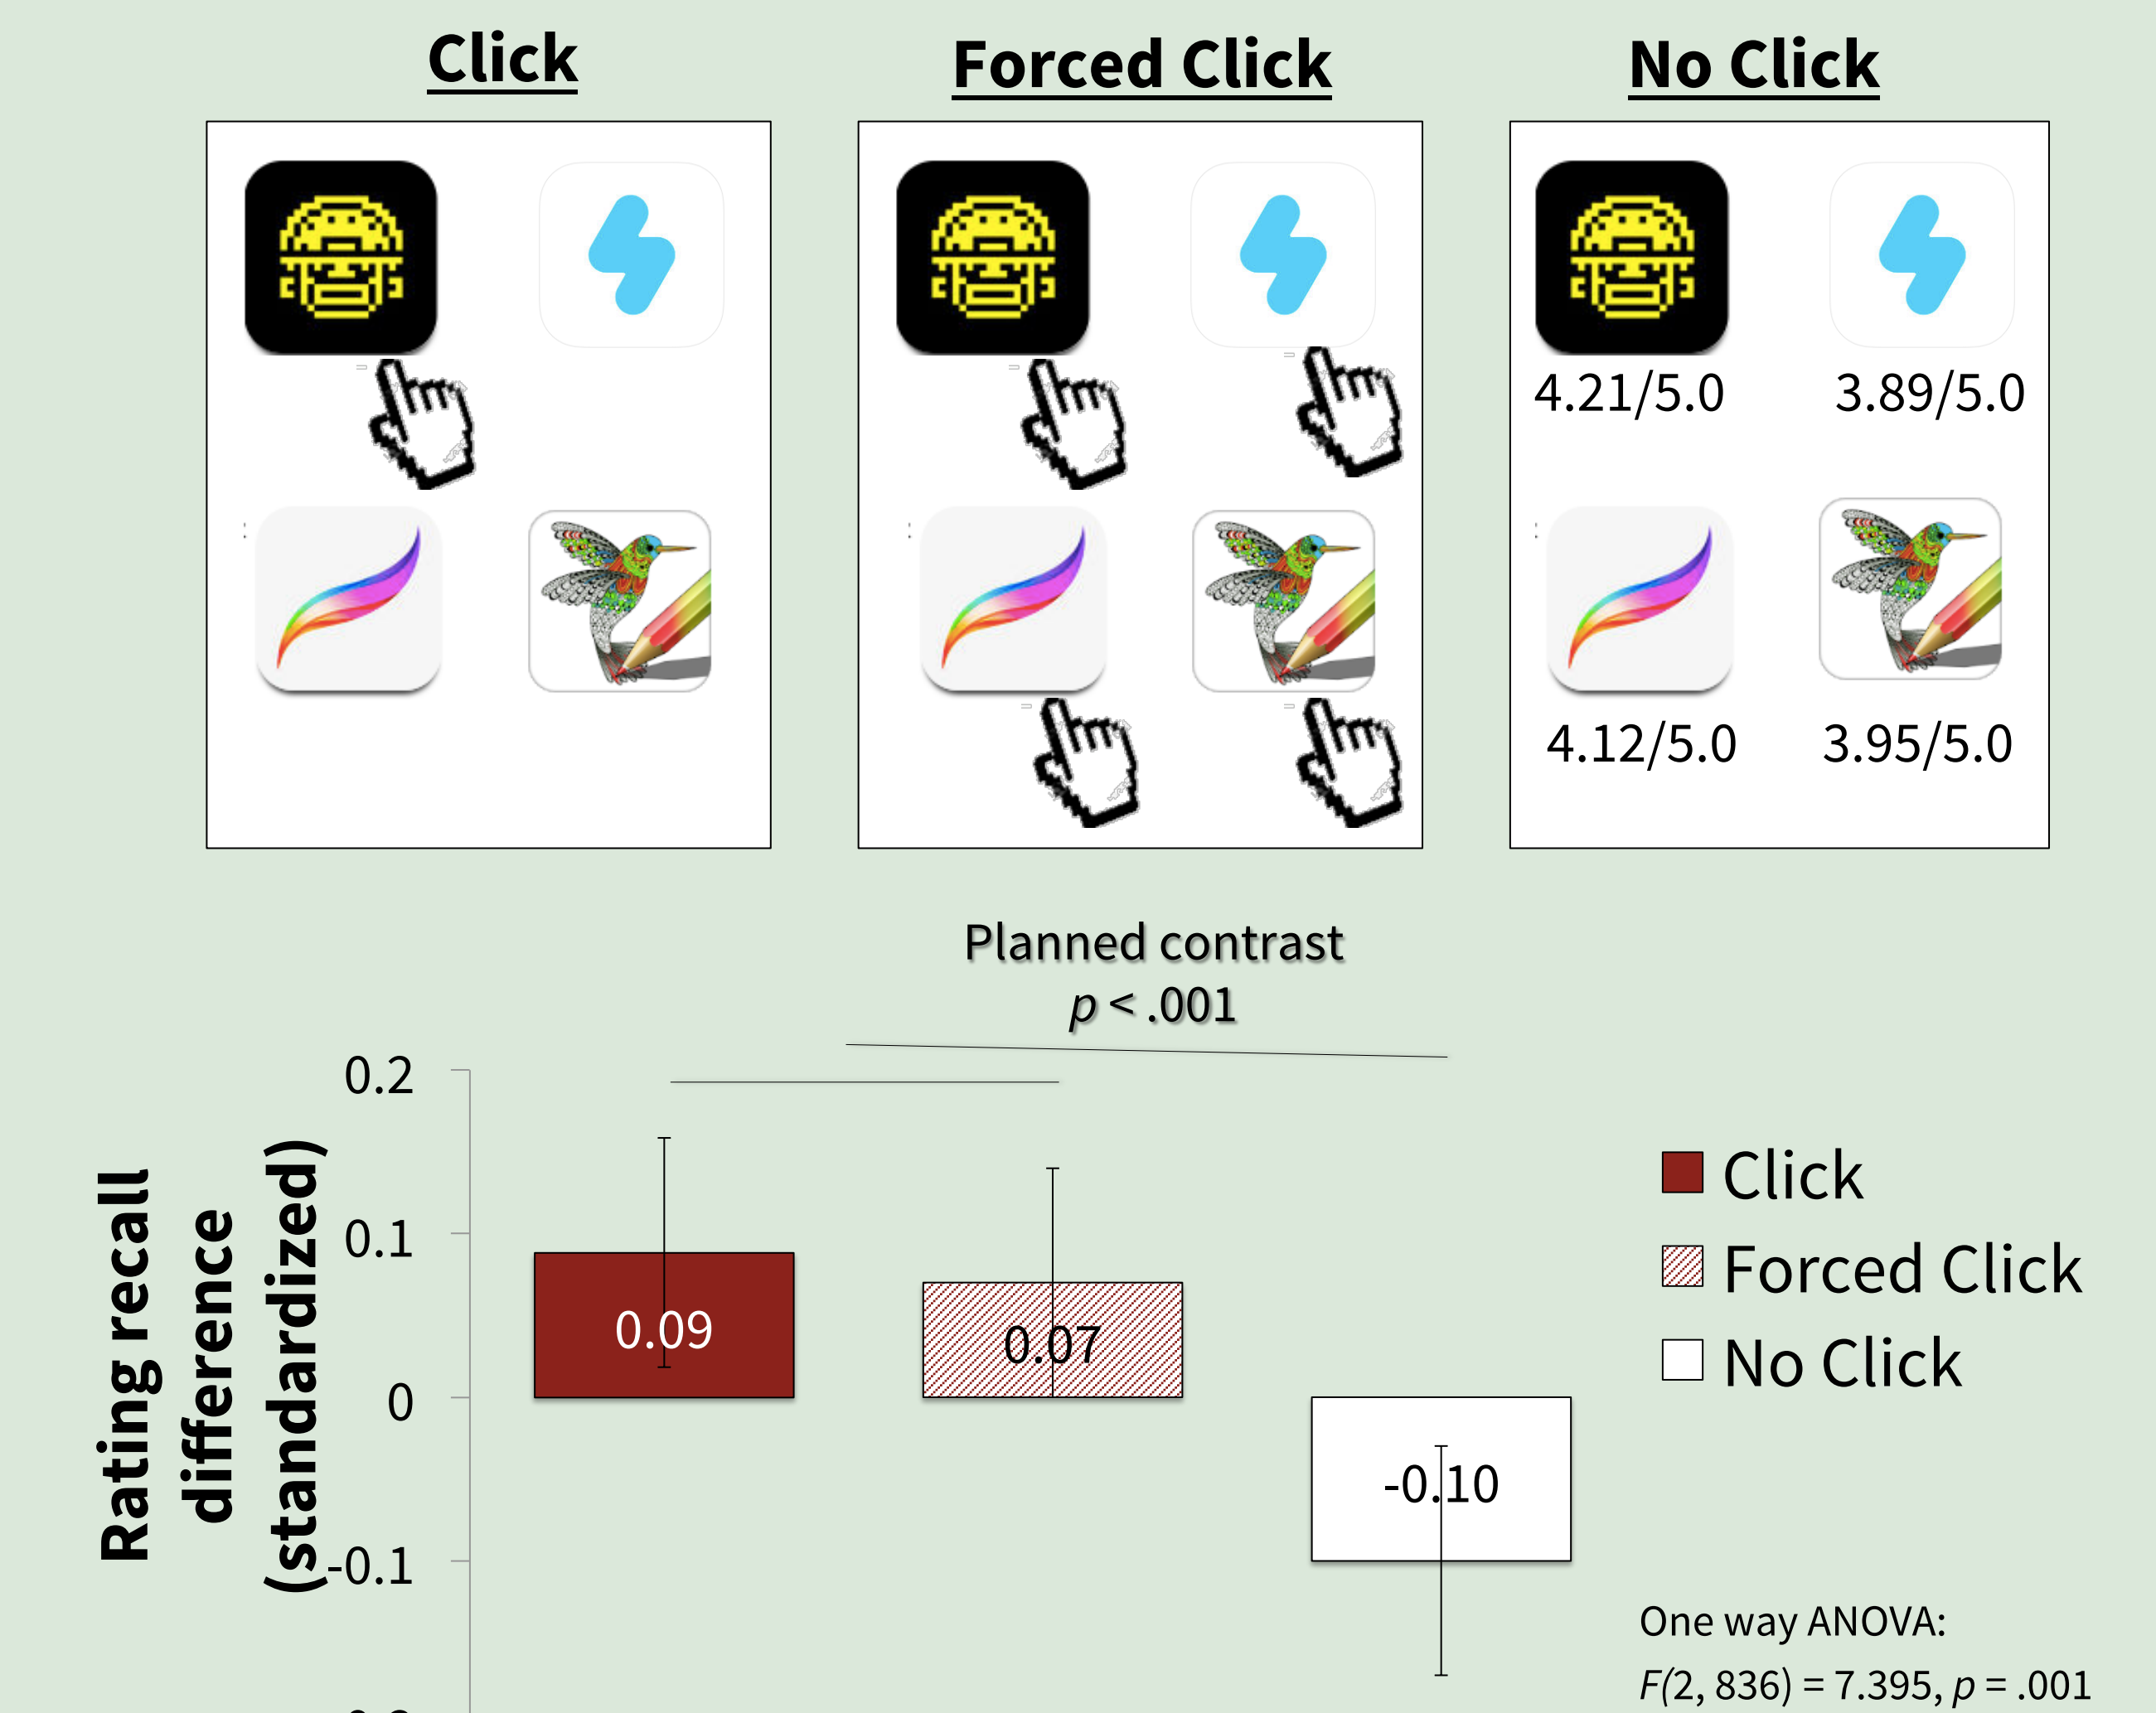 Click
Forced Click
No Click
4.21/5.0
3.89/5.0
4.12/5.0
3.95/5.0
Planned contrast
p < .001
Rating recall
difference
(standardized)
0.2
0.1
0
-0.1
0.09
0.07
-0.10
Click
Forced Click
No Click
One way ANOVA:
F(2, 836) = 7.395, p = .001